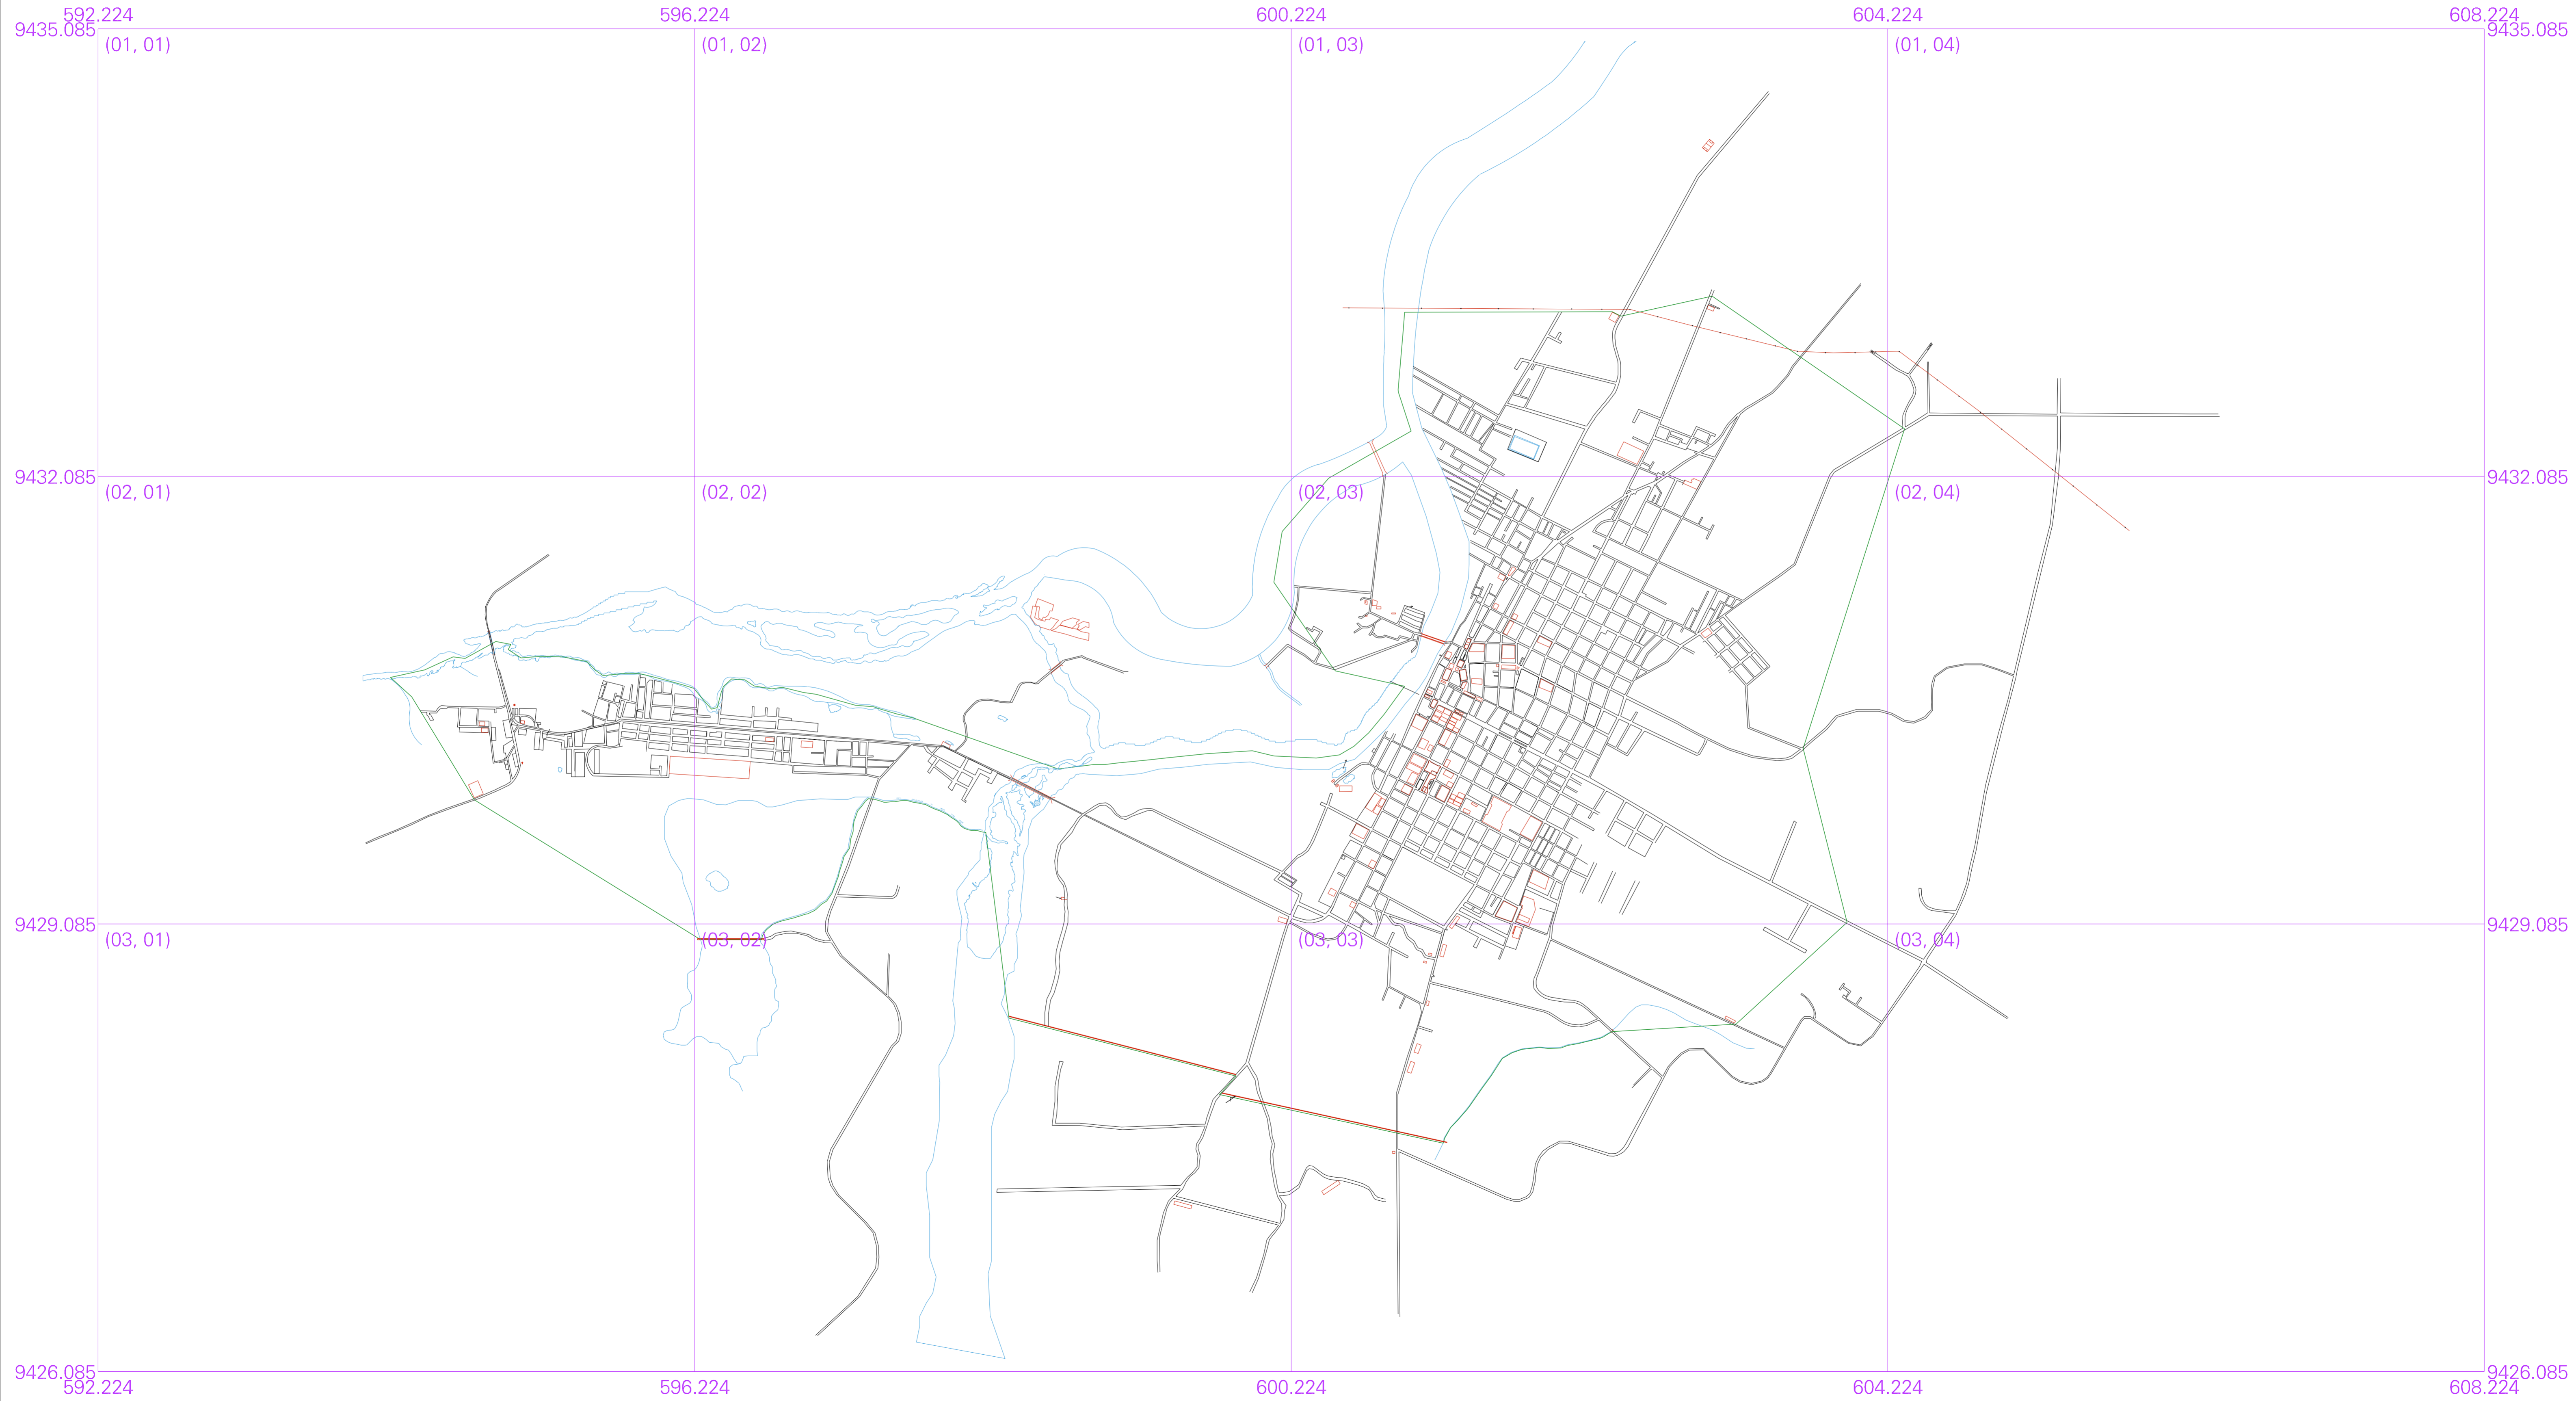 592.224 596.224 600.224 604.224 608.224
9435.085 9435.085
(01, 01) (01, 02) (01, 03) (01, 04)
9432.085 9432.085
(02, 01) (02, 02) (02, 03) (02, 04)
9429.085 9429.085
(03, 01) (03, 02) (03, 03) (03, 04)
9426.085 9426.085
592.224 596.224 600.224 604.224 608.224